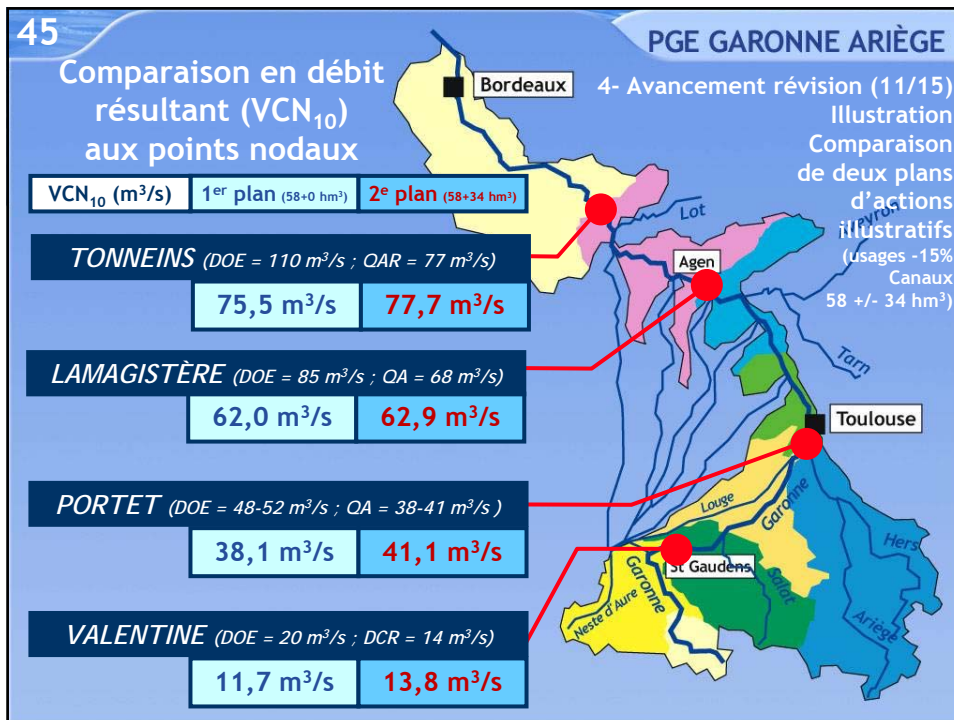 45
PGE GARONNE ARIÈGE
Comparaison en débit
résultant (VCN10)
aux points nodaux
4- Avancement révision (11/15)
Illustration
Comparaison
de deux plans
d'actions
illustratifs
(usages -15%
Canaux
58 +/- 34 hm³)
VCN10 (m³/s) 1er plan (58+0 hm³) 2e plan (58+34 hm³)
TONNEINS (DOE = 110 m³/s ; QAR = 77 m³/s)
75,5 m³/s 77,7 m³/s
LAMAGISTÈRE (DOE = 85 m³/s ; QA = 68 m³/s)
62,0 m³/s 62,9 m³/s
PORTET (DOE = 48-52 m³/s ; QA = 38-41 m³/s )
38,1 m³/s 41,1 m³/s
VALENTINE (DOE = 20 m³/s ; DCR = 14 m³/s)
11,7 m³/s 13,8 m³/s
Bordeaux
Lot
Agen
Tarn
Toulouse
Louge
Garonne
Hers
St Gaudens
Garonne
Salat
Neste d'Aure
Ariège